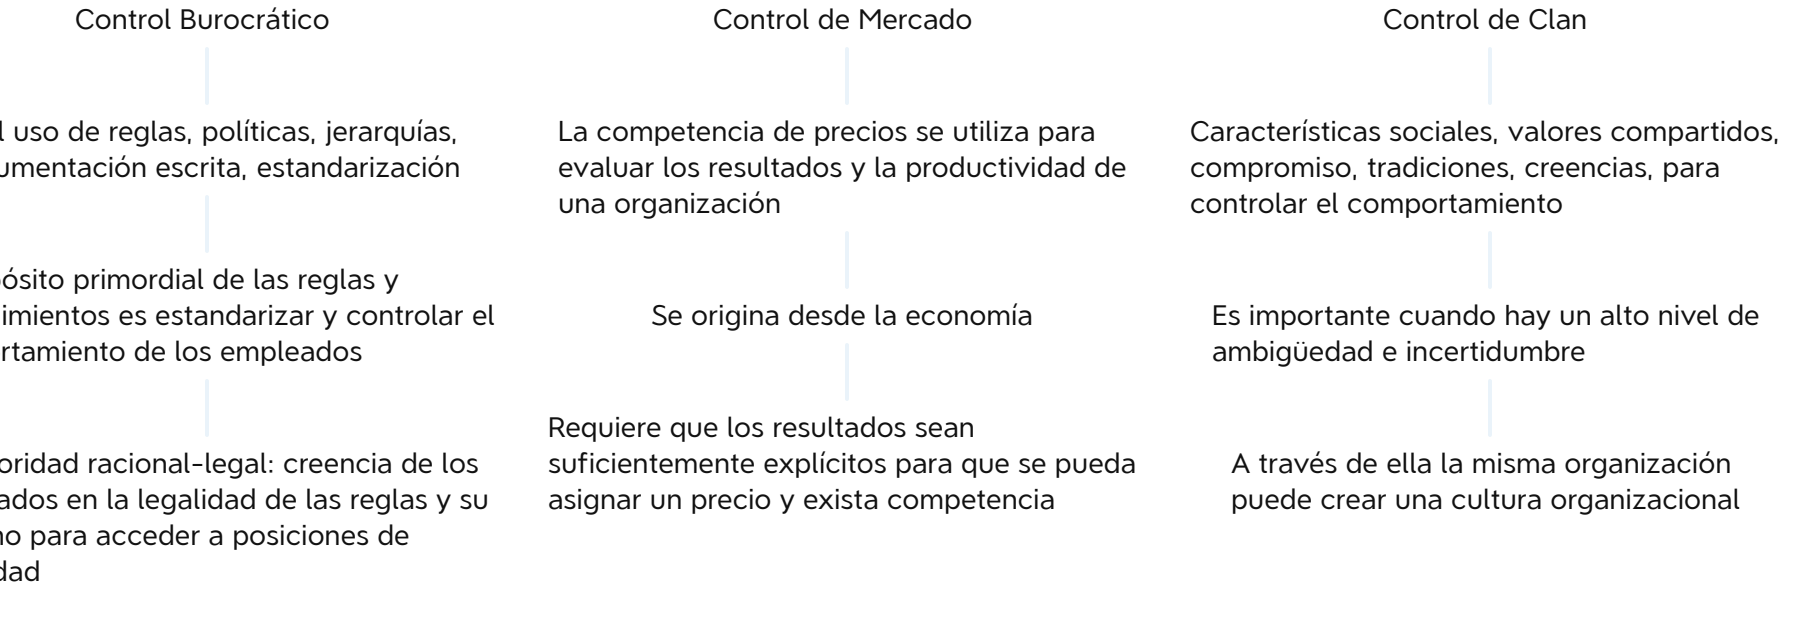 Control Burocrático
l uso de reglas, políticas, jerarquías,
umentación escrita, estandarización
ósito primordial de las reglas y
imientos es estandarizar y controlar el
rtamiento de los empleados
oridad racional-legal: creencia de los
ados en la legalidad de las reglas y su
o para acceder a posiciones de
dad
Control de Mercado
La competencia de precios se utiliza para
evaluar los resultados y la productividad de
una organización
Se origina desde la economía
Requiere que los resultados sean
suficientemente explícitos para que se pueda
asignar un precio y exista competencia
Control de Clan
Características sociales, valores compartidos,
compromiso, tradiciones, creencias, para
controlar el comportamiento
Es importante cuando hay un alto nivel de
ambigüedad e incertidumbre
A través de ella la misma organización
puede crear una cultura organizacional